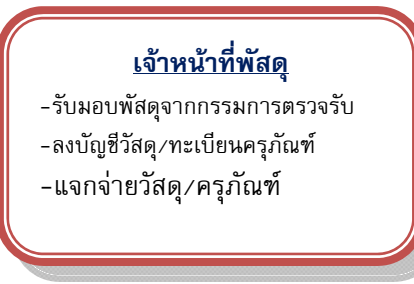 เจ้าหน้าที่พัสดุ
-รับมอบพัสดุจากกรรมการตรวจรับ
-ลงบัญชีวัสดุ/ทะเบียนครุภัณฑ์
-แจกจ่ายวัสดุ/ครุภัณฑ์